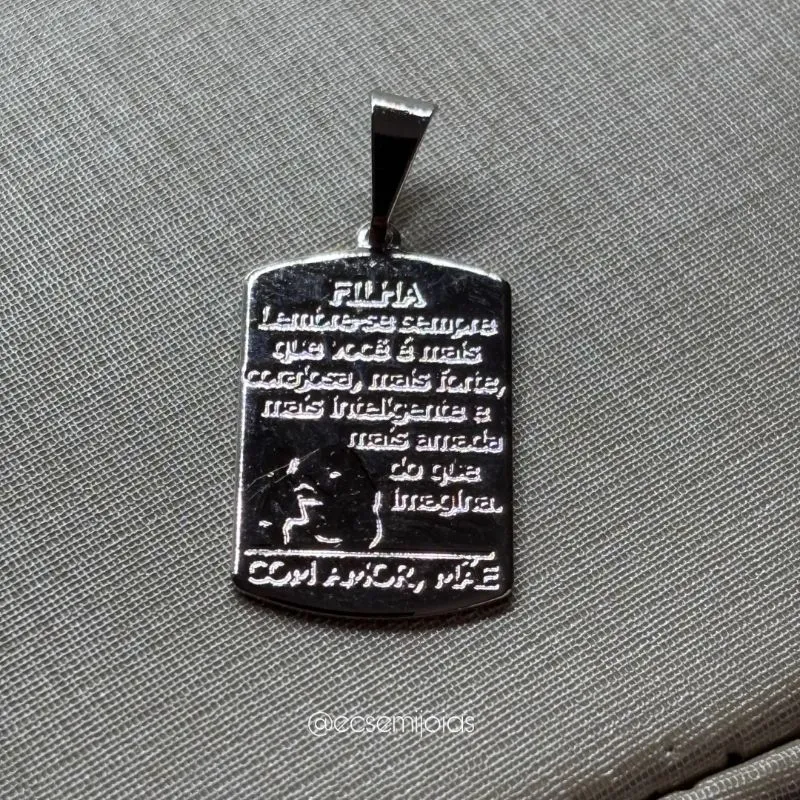 FILHA
Lembre-se sempre
que você é mais
corajosa, mais forte,
mais inteligente e
mais amada
do que
imagina.
COM AMOR, MÃE
@ecsemijoias